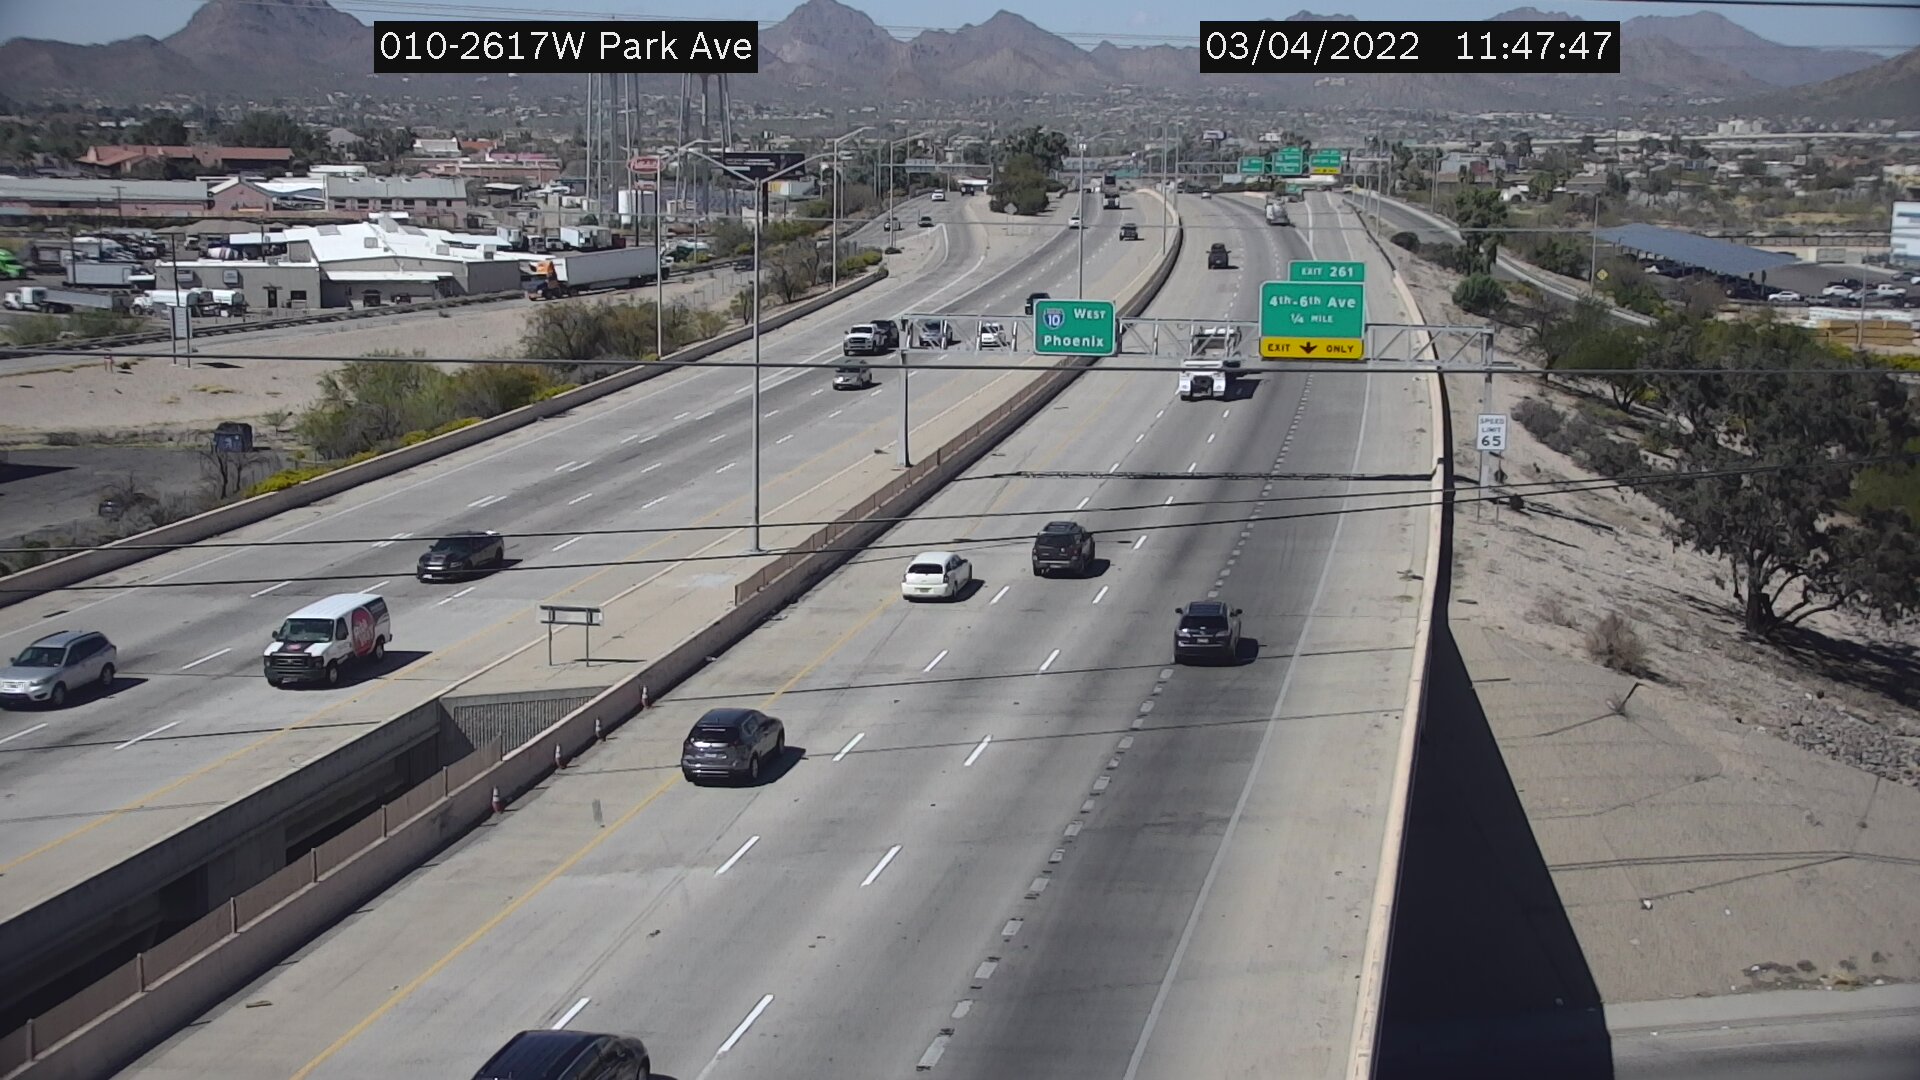 010-2617W Park Ave
03/04/2022 11:47:47
EXIT 261
4th-6th Ave
1/4 MILE
EXIT ONLY
10 WEST
Phoenix
SPEED
LIMIT
65